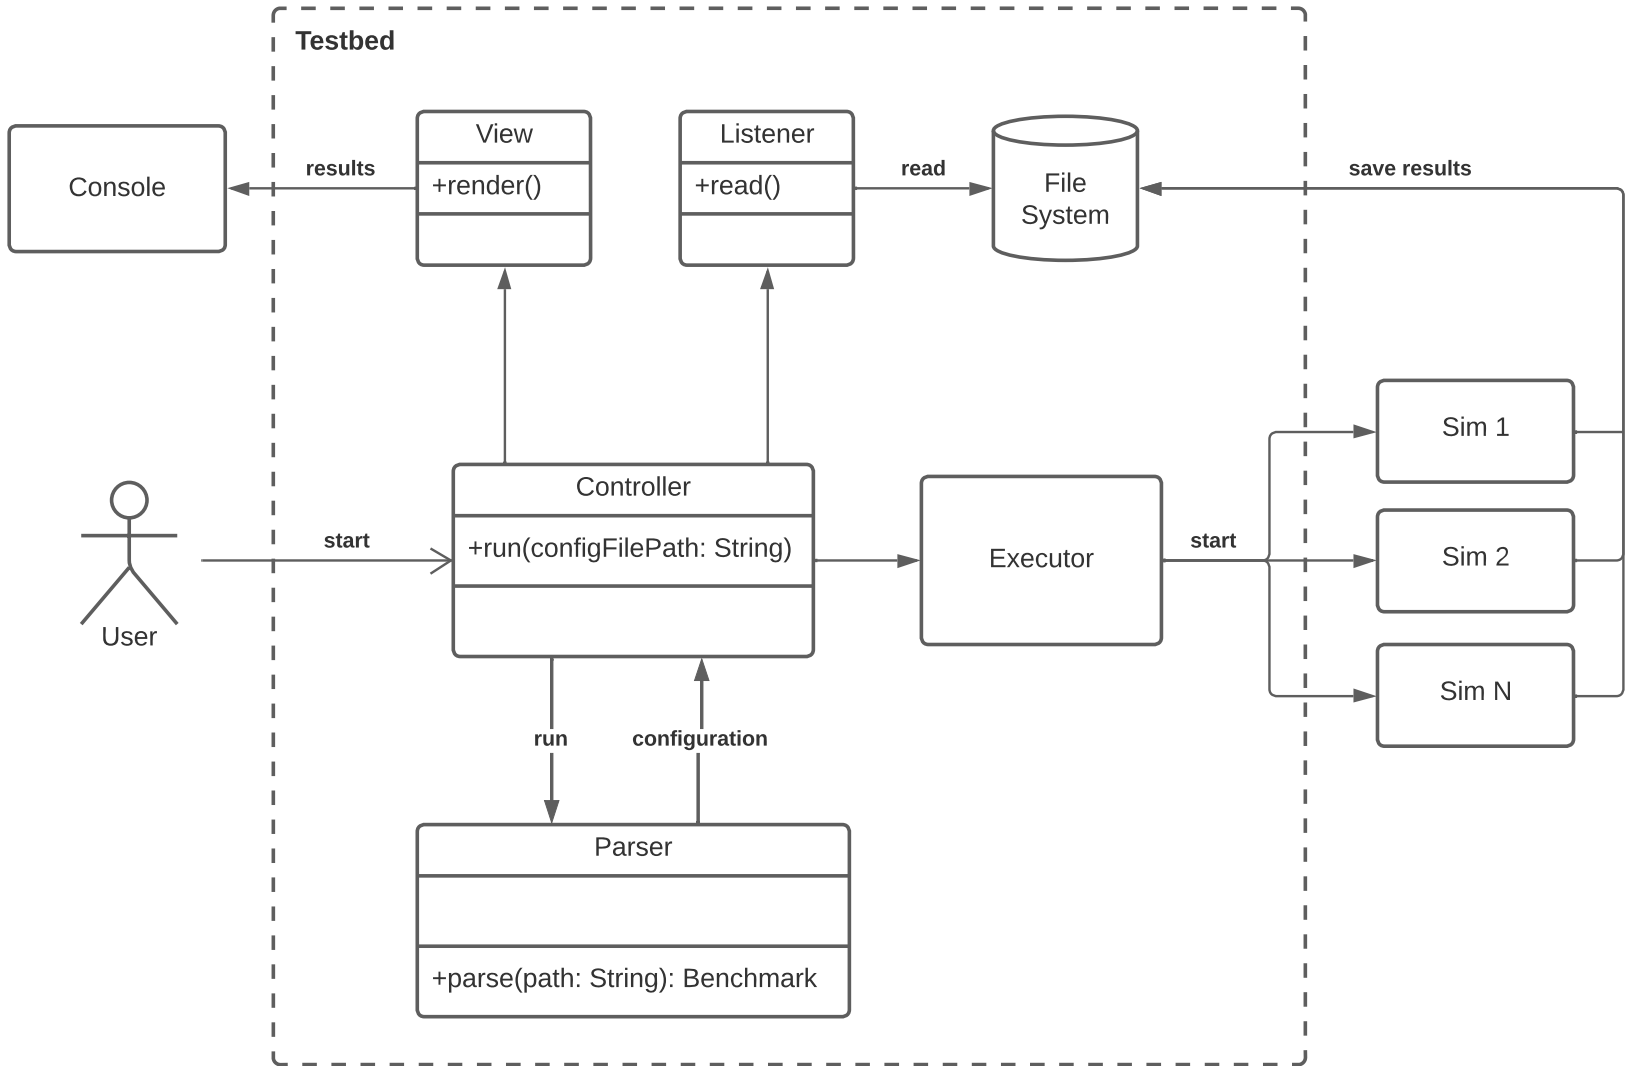 Testbed
View
Listener
Console
results
+render()
+read()
read
File
System
save results
Controller
Sim 1
start
+run(configFilePath: String)
Executor
start
Sim 2
User
Sim N
run
configuration
Parser
+parse(path: String): Benchmark